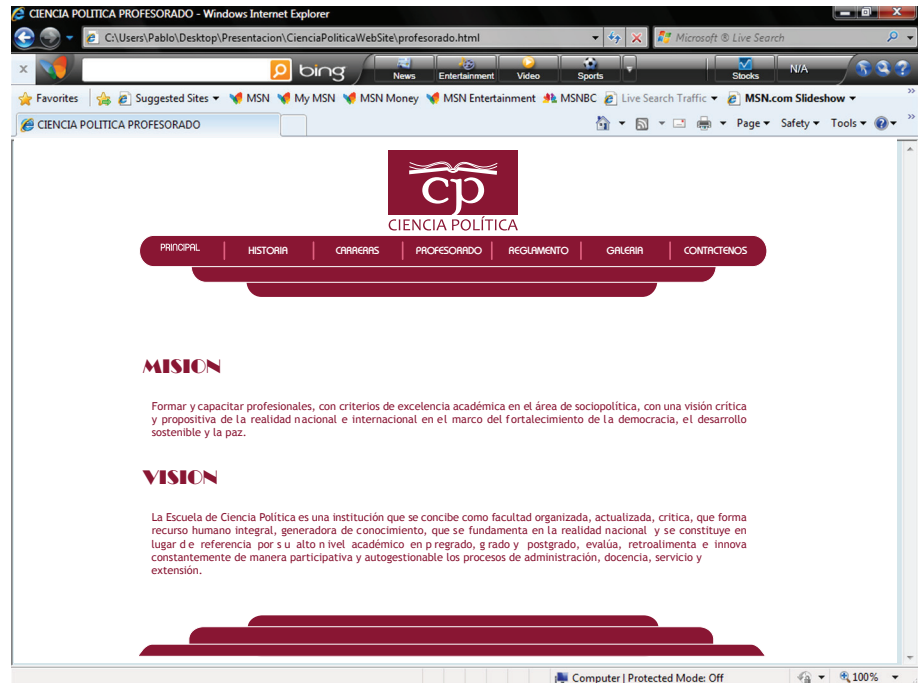 CIENCIA POLITICA PROFESORADO - Windows Internet Explorer
C:\Users\Pablo\Desktop\Presentacion\CienciaPoliticaWebSite\profesorado.html Microsoft ® Live Search
bing News Entertainment Video Sports Stocks N/A
Favorites Suggested Sites MSN My MSN MSN Money MSN Entertainment MSNBC Live Search Traffic MSN.com Slideshow
CIENCIA POLITICA PROFESORADO Page Safety Tools
cp
CIENCIA POLÍTICA
PRINCIPAL HISTORIA CARRERAS PROFESORADO REGLAMENTO GALERIA CONTACTENOS
MISION
Formar y capacitar profesionales, con criterios de excelencia académica en el área de sociopolítica, con una visión crítica
y propositiva de la realidad nacional e internacional en el marco del fortalecimiento de la democracia, el desarrollo
sostenible y la paz.
VISION
La Escuela de Ciencia Política es una institución que se concibe como facultad organizada, actualizada, critica, que forma
recurso humano integral, generadora de conocimiento, que se fundamenta en la realidad nacional y se constituye en
lugar d e referencia por s u alto n ivel académico en p regrado, g rado y postgrado, evalúa, retroalimenta e innova
constantemente de manera participativa y autogestionable los procesos de administración, docencia, servicio y
extensión.
Computer | Protected Mode: Off 100%